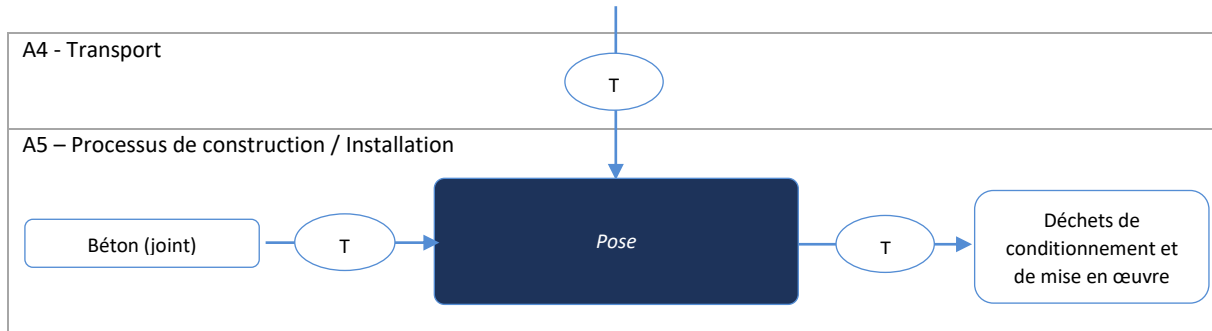 A4 - Transport
T
A5 – Processus de construction / Installation
Béton (joint)
T
Pose
T
Déchets de
conditionnement et
de mise en œuvre